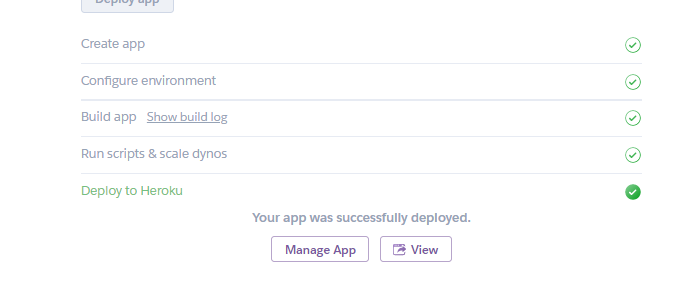 Deploy app
Create app
Configure environment
Build app Show build log
Run scripts & scale dynos
Deploy to Heroku
Your app was successfully deployed.
Manage App View